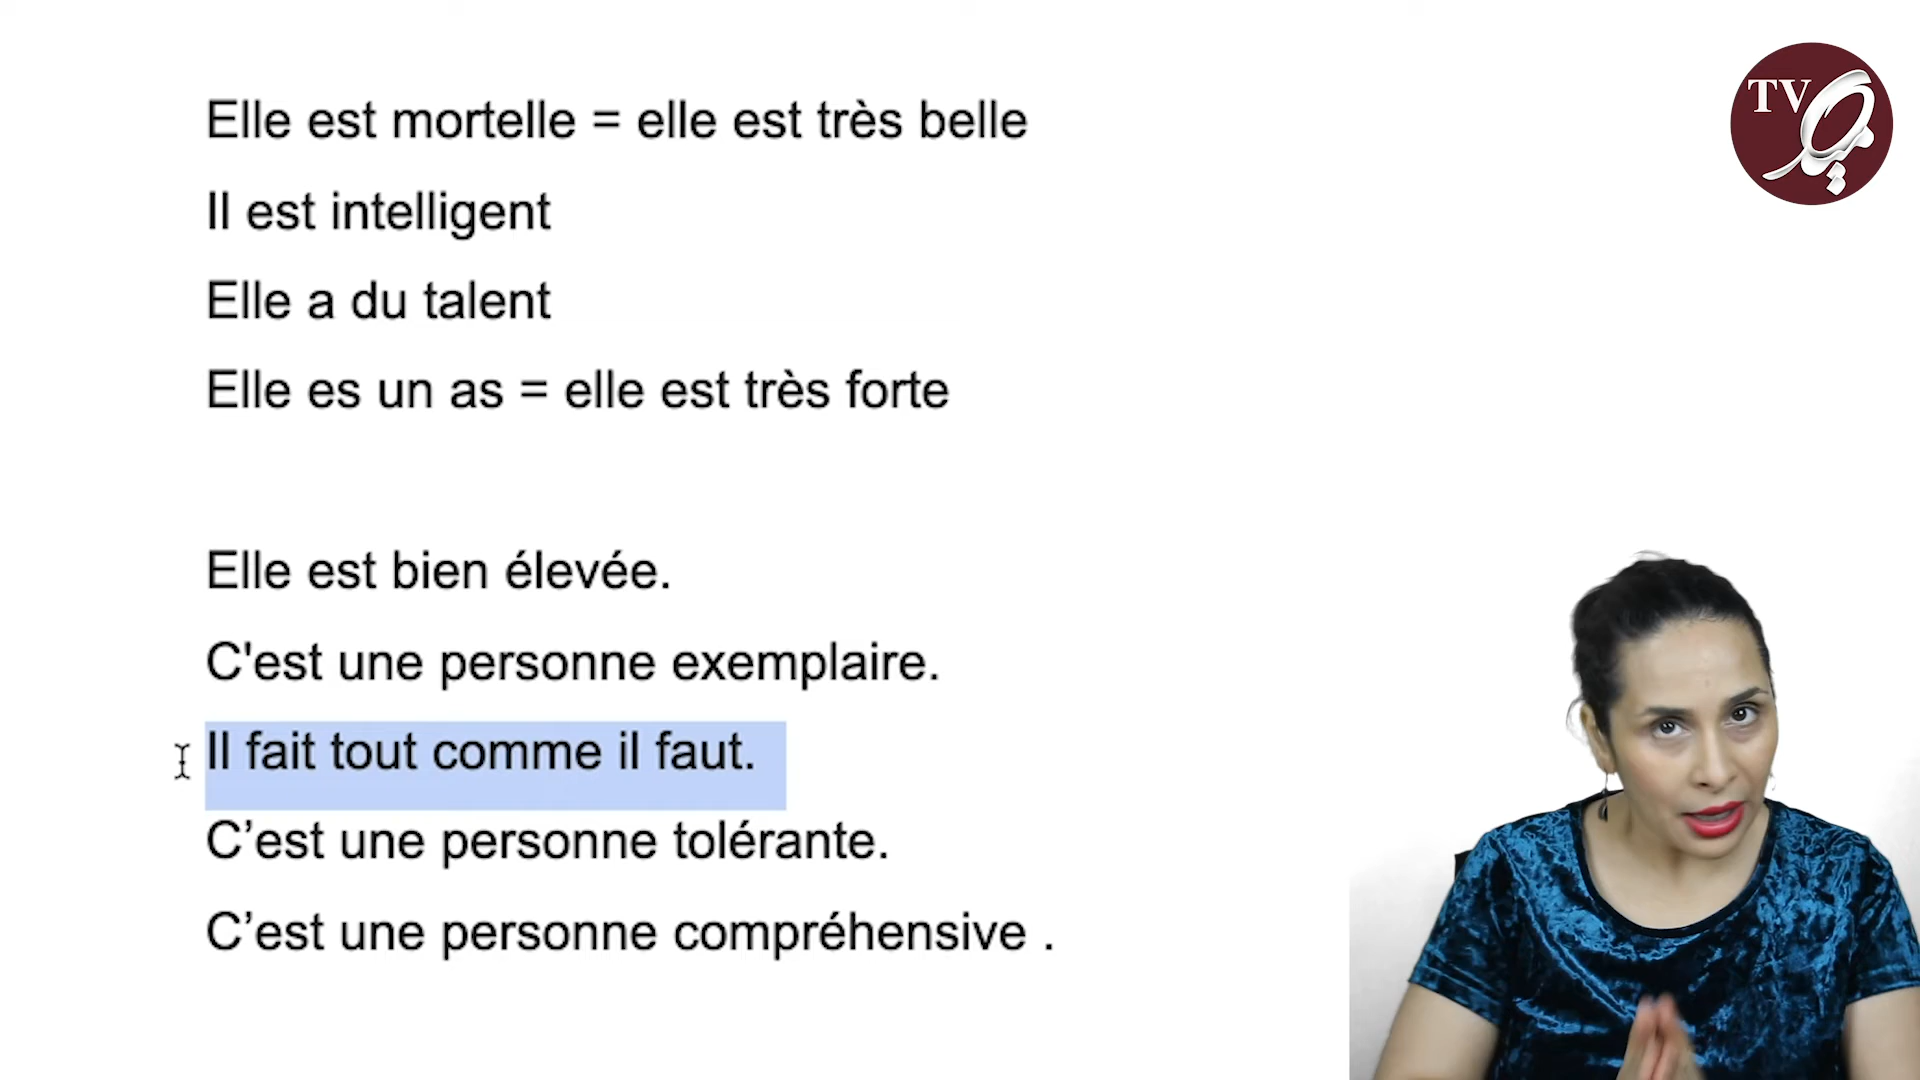 TV
Elle est mortelle = elle est très belle
Il est intelligent
Elle a du talent
Elle es un as = elle est très forte
Elle est bien élevée.
C'est une personne exemplaire.
Il fait tout comme il faut.
C’est une personne tolérante.
C’est une personne compréhensive .